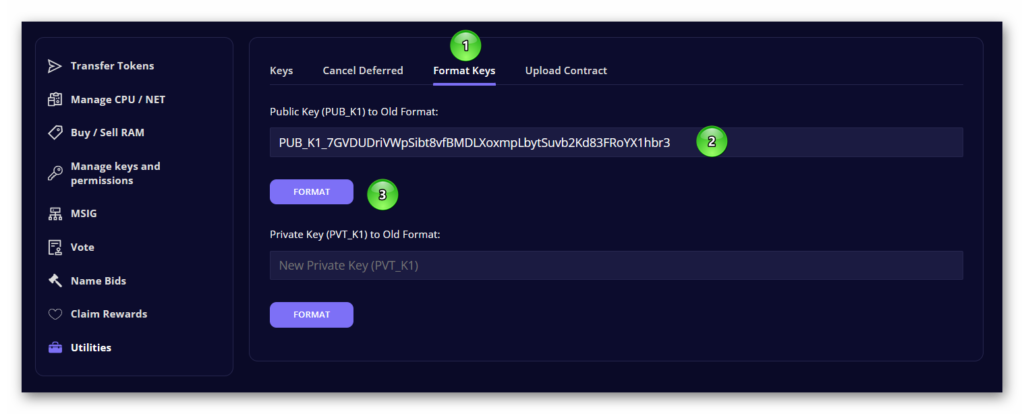 Transfer Tokens
Manage CPU / NET
Buy / Sell RAM
Manage keys and
permissions
MSIG
Vote
Name Bids
Claim Rewards
Utilities
1
Keys Cancel Deferred Format Keys Upload Contract
Public Key (PUB_K1) to Old Format:
PUB_K1_7GVDUDriVWpSibt8vfBMDLXoxmpLbytSuvb2Kd83FRoYX1hbr3 2
FORMAT 3
Private Key (PVT_K1) to Old Format:
New Private Key (PVT_K1)
FORMAT